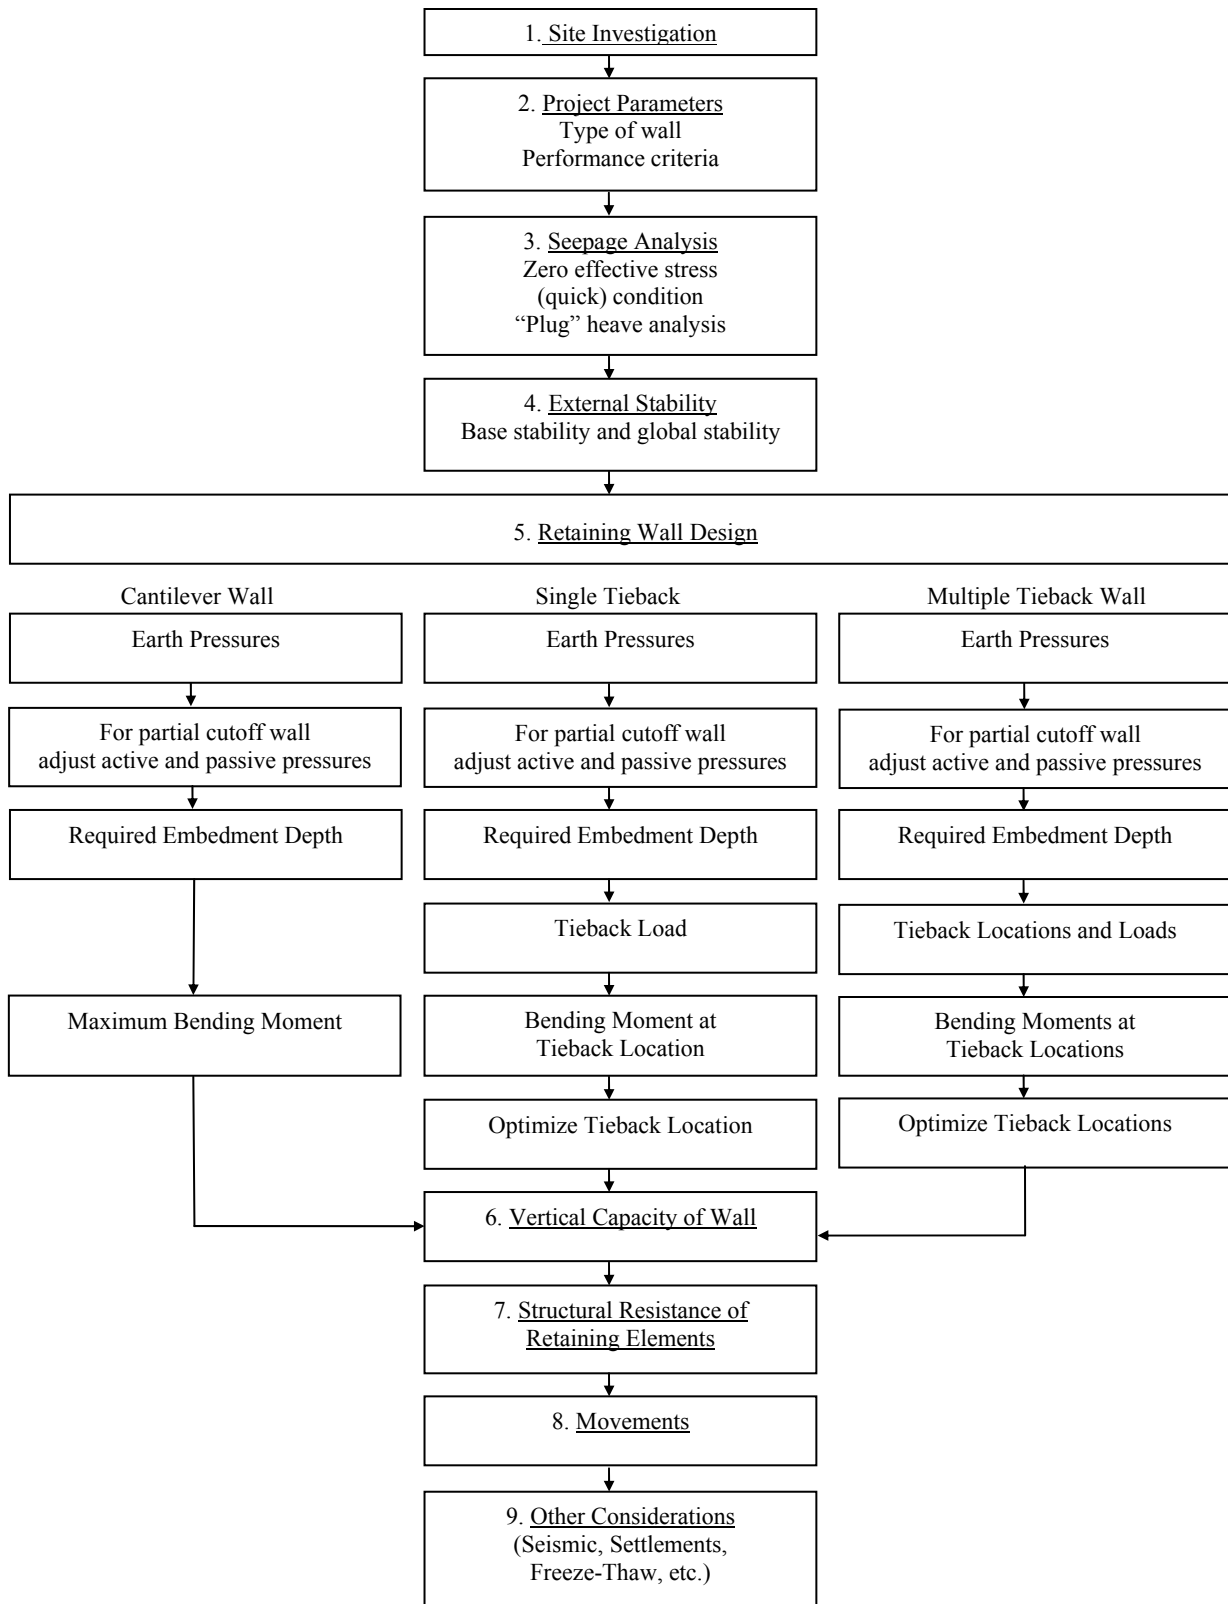 1. Site Investigation
2. Project Parameters
Type of wall
Performance criteria
3. Seepage Analysis
Zero effective stress
(quick) condition
“Plug” heave analysis
4. External Stability
Base stability and global stability
5. Retaining Wall Design
Cantilever Wall
Earth Pressures
For partial cutoff wall
adjust active and passive pressures
Required Embedment Depth
Maximum Bending Moment
Single Tieback
Earth Pressures
For partial cutoff wall
adjust active and passive pressures
Required Embedment Depth
Tieback Load
Bending Moment at
Tieback Location
Optimize Tieback Location
Multiple Tieback Wall
Earth Pressures
For partial cutoff wall
adjust active and passive pressures
Required Embedment Depth
Tieback Locations and Loads
Bending Moments at
Tieback Locations
Optimize Tieback Locations
6. Vertical Capacity of Wall
7. Structural Resistance of
Retaining Elements
8. Movements
9. Other Considerations
(Seismic, Settlements,
Freeze-Thaw, etc.)